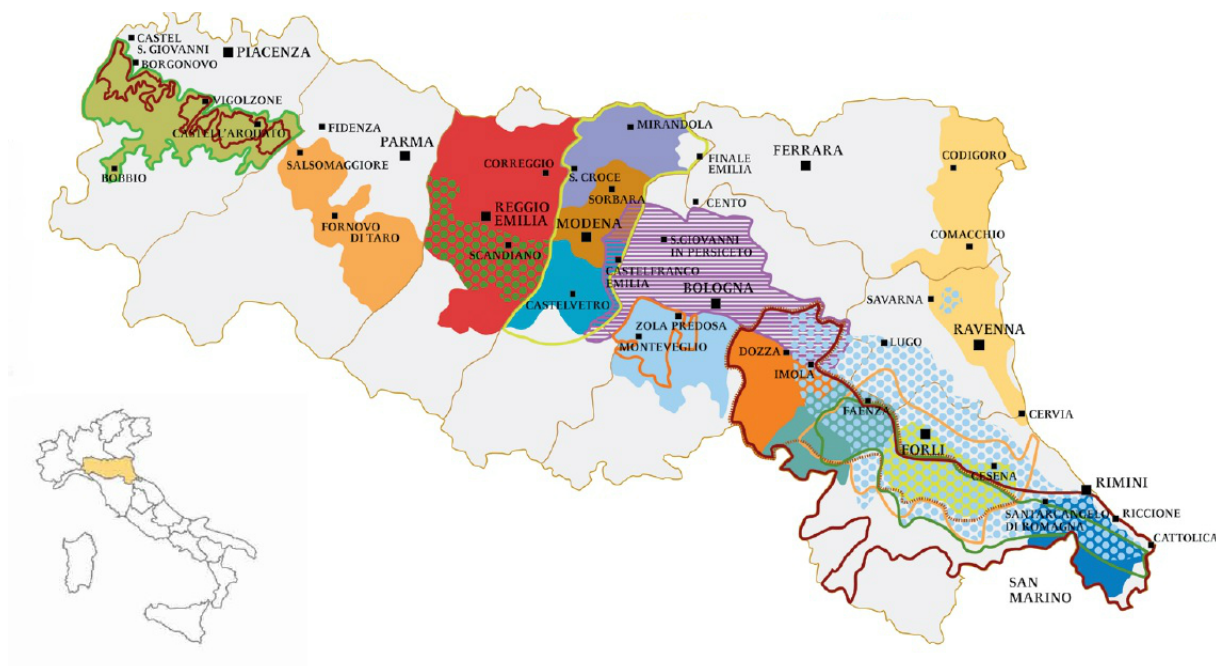 CASTEL
S. GIOVANNI
BORGONOVO
PIACENZA
VIGOLZONE
CASTELL'ARQUATO
BOBBIO
FIDENZA
PARMA
SALSOMAGGIORE
FORNOVO
DI TARO
CORREGGIO
REGGIO
EMILIA
SCANDIANO
MIRANDOLA
S. CROCE
SORBARA
MODENA
CASTELVETRO
FINALE
EMILIA
CENTO
S.GIOVANNI
IN PERSICETO
CASTELFRANCO
EMILIA
BOLOGNA
ZOLA PREDOSA
MONTEVEGLIO
FERRARA
CODIGORO
COMACCHIO
SAVARNA
RAVENNA
LUGO
DOZZA
IMOLA
FAENZA
CERVIA
FORLI
CESENA
RIMINI
SANTARCANGELO
DI ROMAGNA
RICCIONE
CATTOLICA
SAN
MARINO